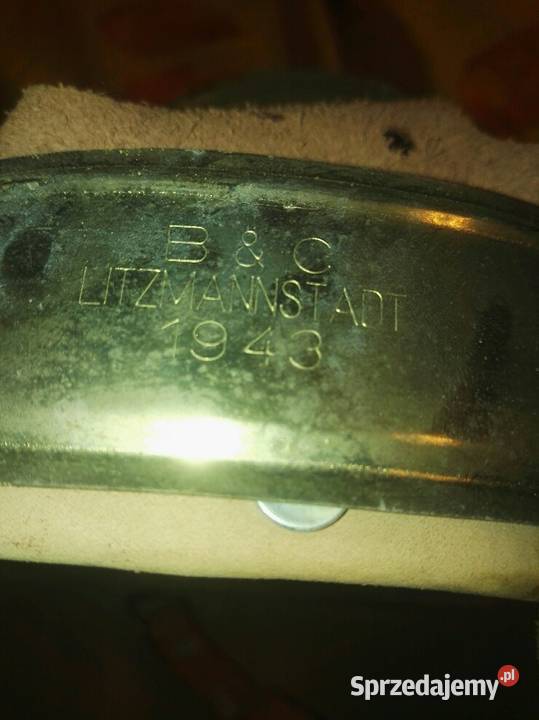 B & C
LITZMANNSTADT
1943
Sprzedajemy.pl